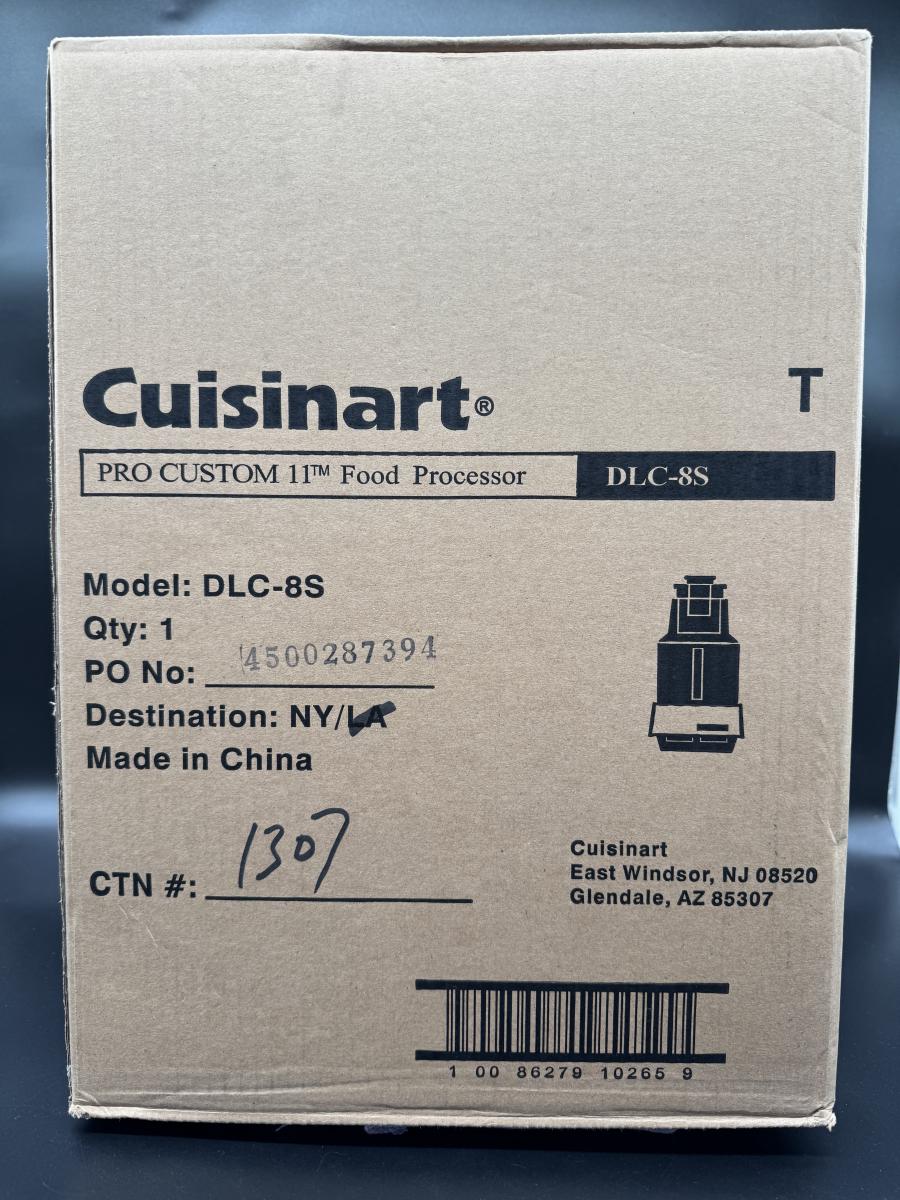 Cuisinart®
T
PRO CUSTOM 11™ Food Processor DLC-8S
Model: DLC-8S
Qty: 1
PO No: 4500287394
Destination: NY/LA
Made in China
CTN #: 1307
Cuisinart
East Windsor, NJ 08520
Glendale, AZ 85307
1 00 86279 10265 9